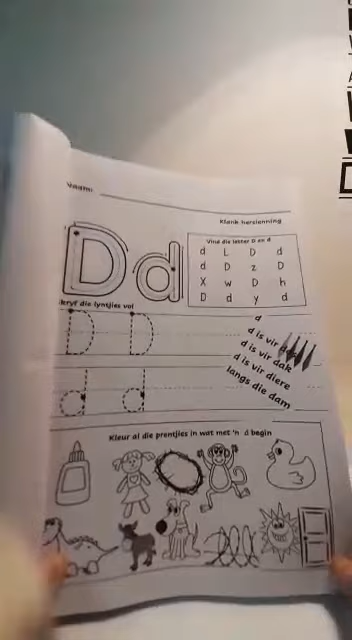 Naam:
Klank hersienning
Dd
Vind die letter D en d
d L D d
d D z D
X w D h
D d y d
skryf die lyntjies vol
D D
d d
d
d is vir
d is vir dak
d is vir diere
langs die dam
Kleur al die prentjies in wat met 'n d begin